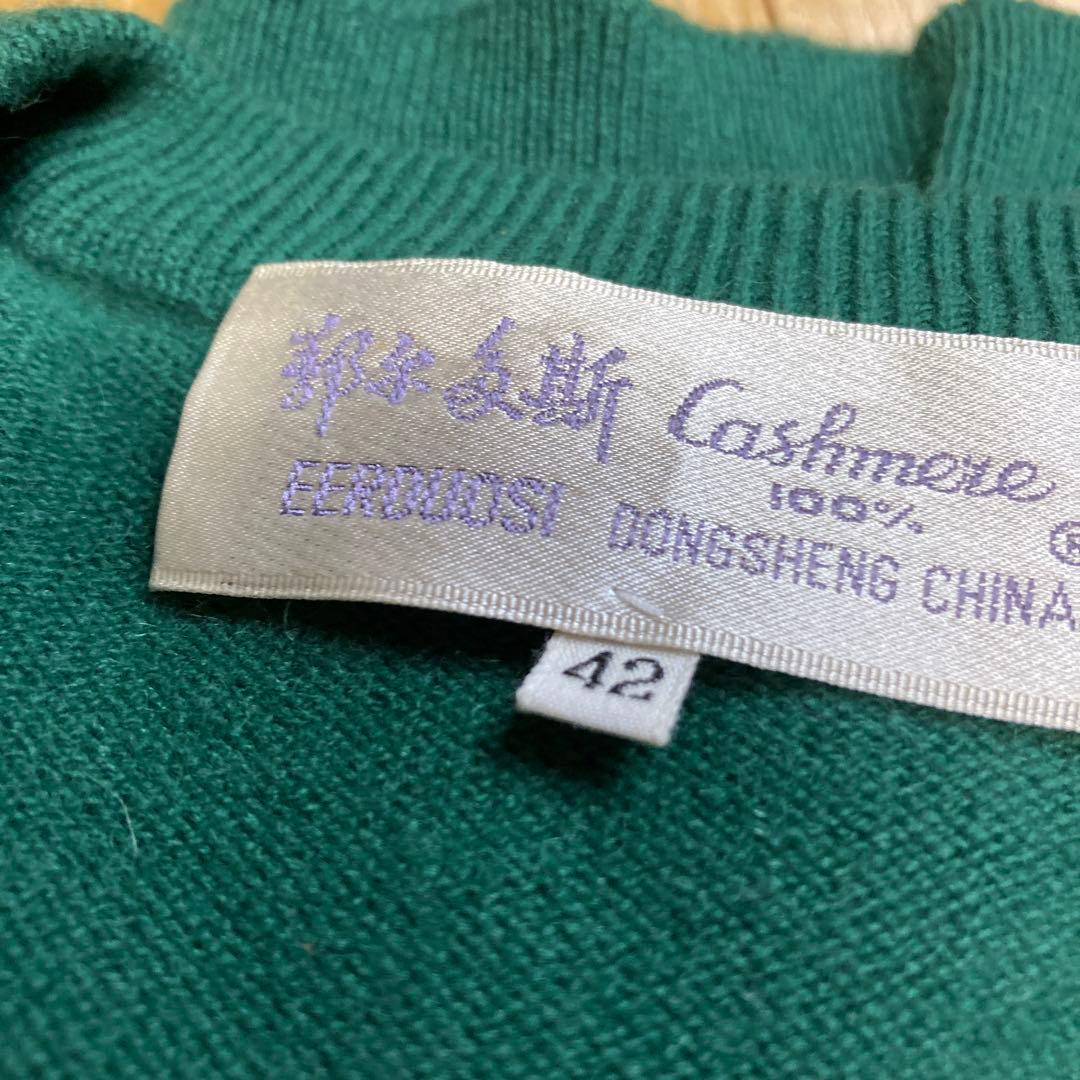 鄂尔多斯 Cashmere
100%
®
EERDUOSI DONGSHENG CHINA
42